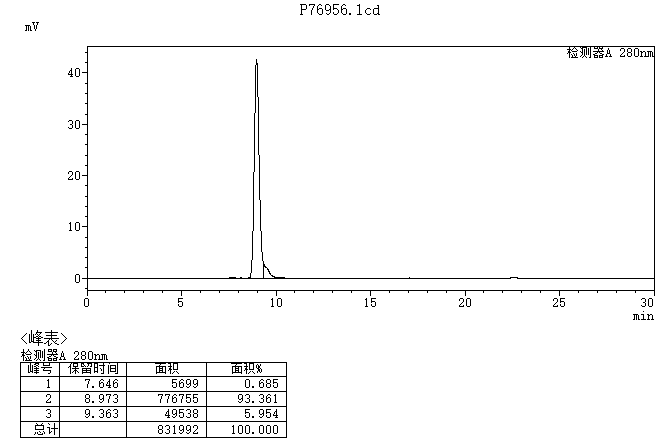 P76956.lcd
mV
检测器A 280nm
40
30
20
10
0
0 5 10 15 20 25 30
min
<峰表>
检测器A 280nm
峰号 保留时间 面积 面积%
1 7.646 5699 0.685
2 8.973 776755 93.361
3 9.363 49538 5.954
总计 831992 100.000